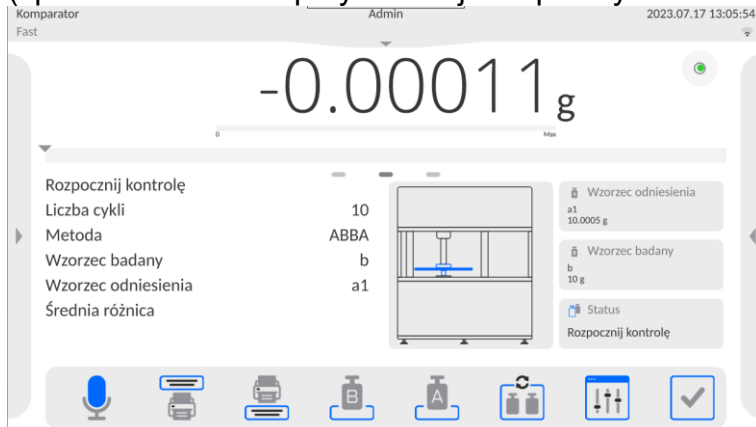 Komparator
Admin
2023.07.17 13:05:54
Fast
-0.00011 g
0
Max
Rozpocznij kontrolę
Liczba cykli 10
Metoda ABBA
Wzorzec badany b
Wzorzec odniesienia a1
Średnia różnica
Wzorzec odniesienia
a1
10.0005 g
Wzorzec badany
b
10 g
Status
Rozpocznij kontrolę
B
A